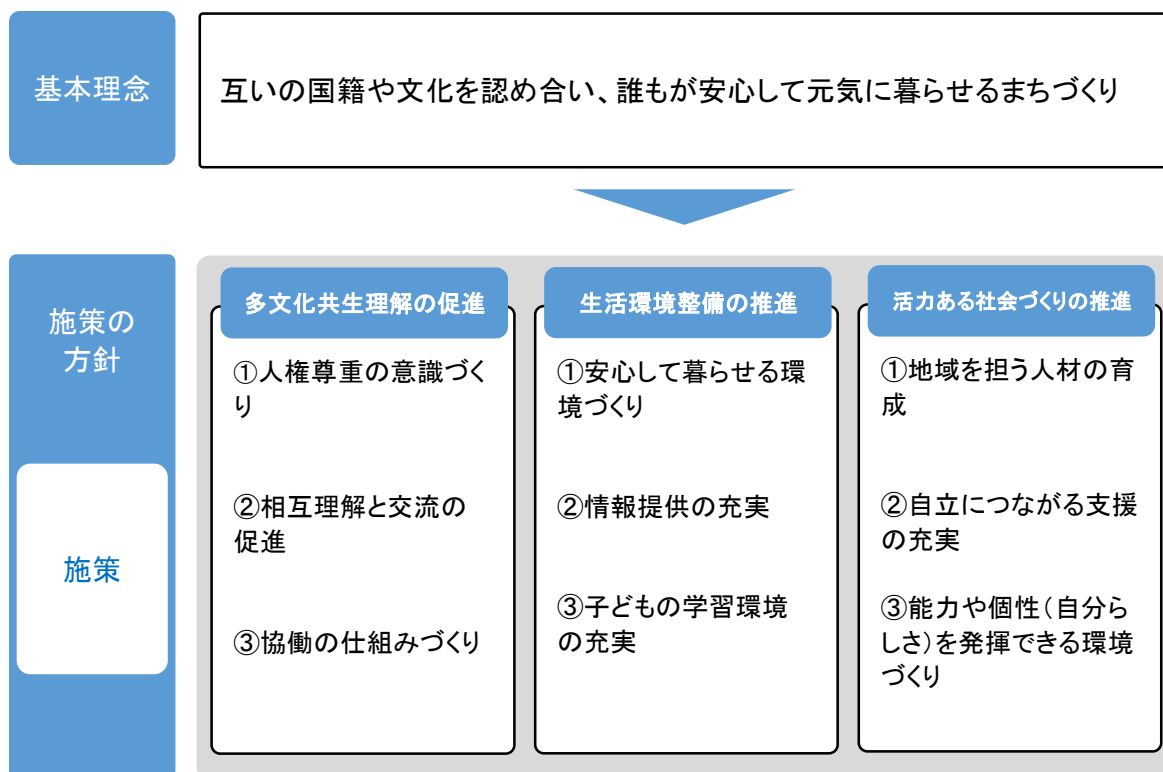 基本理念
互いの国籍や文化を認め合い、誰もが安心して元気に暮らせるまちづくり
施策の
方針
施策
多文化共生理解の促進
①人権尊重の意識づく
り
②相互理解と交流の
促進
③協働の仕組みづくり
生活環境整備の推進
①安心して暮らせる環
境づくり
②情報提供の充実
③子どもの学習環境
の充実
活力ある社会づくりの推進
①地域を担う人材の育
成
②自立につながる支援
の充実
③能力や個性（自分ら
しさ）を発揮できる環境
づくり